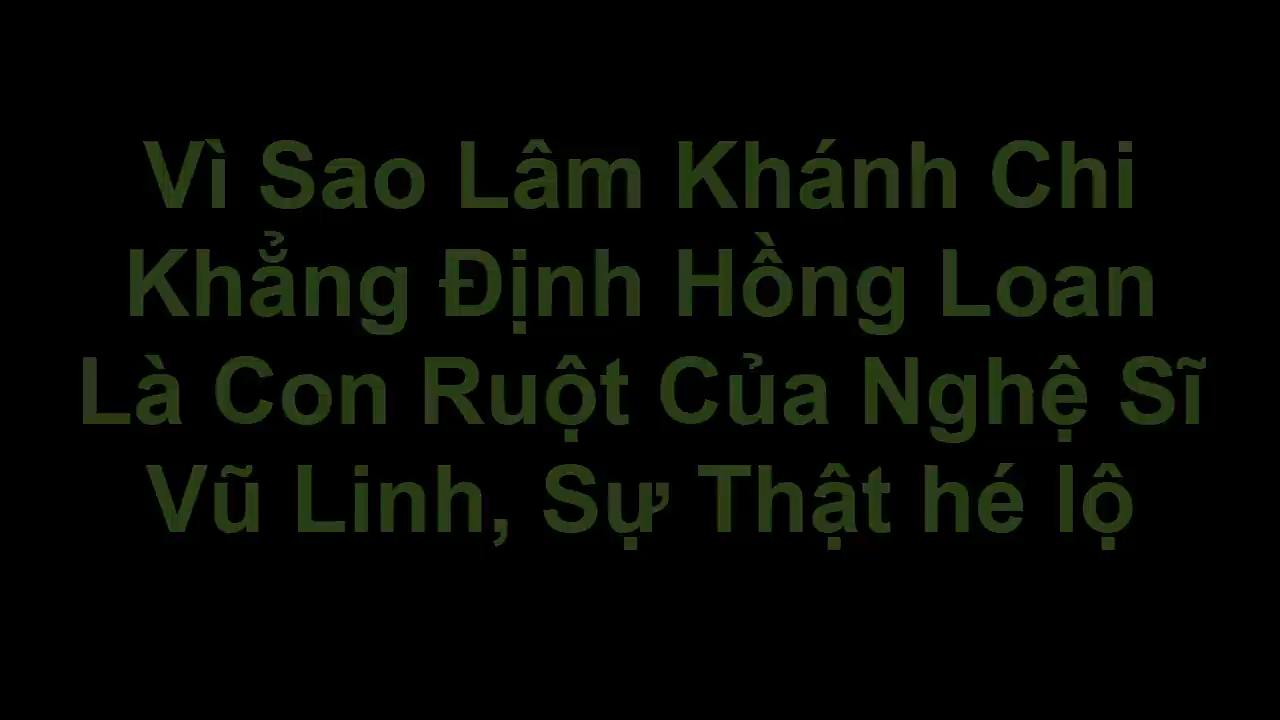 Vì Sao Lâm Khánh Chi
Khẳng Định Hồng Loan
Là Con Ruột Của Nghệ Sĩ
Vũ Linh, Sự Thật hé lộ